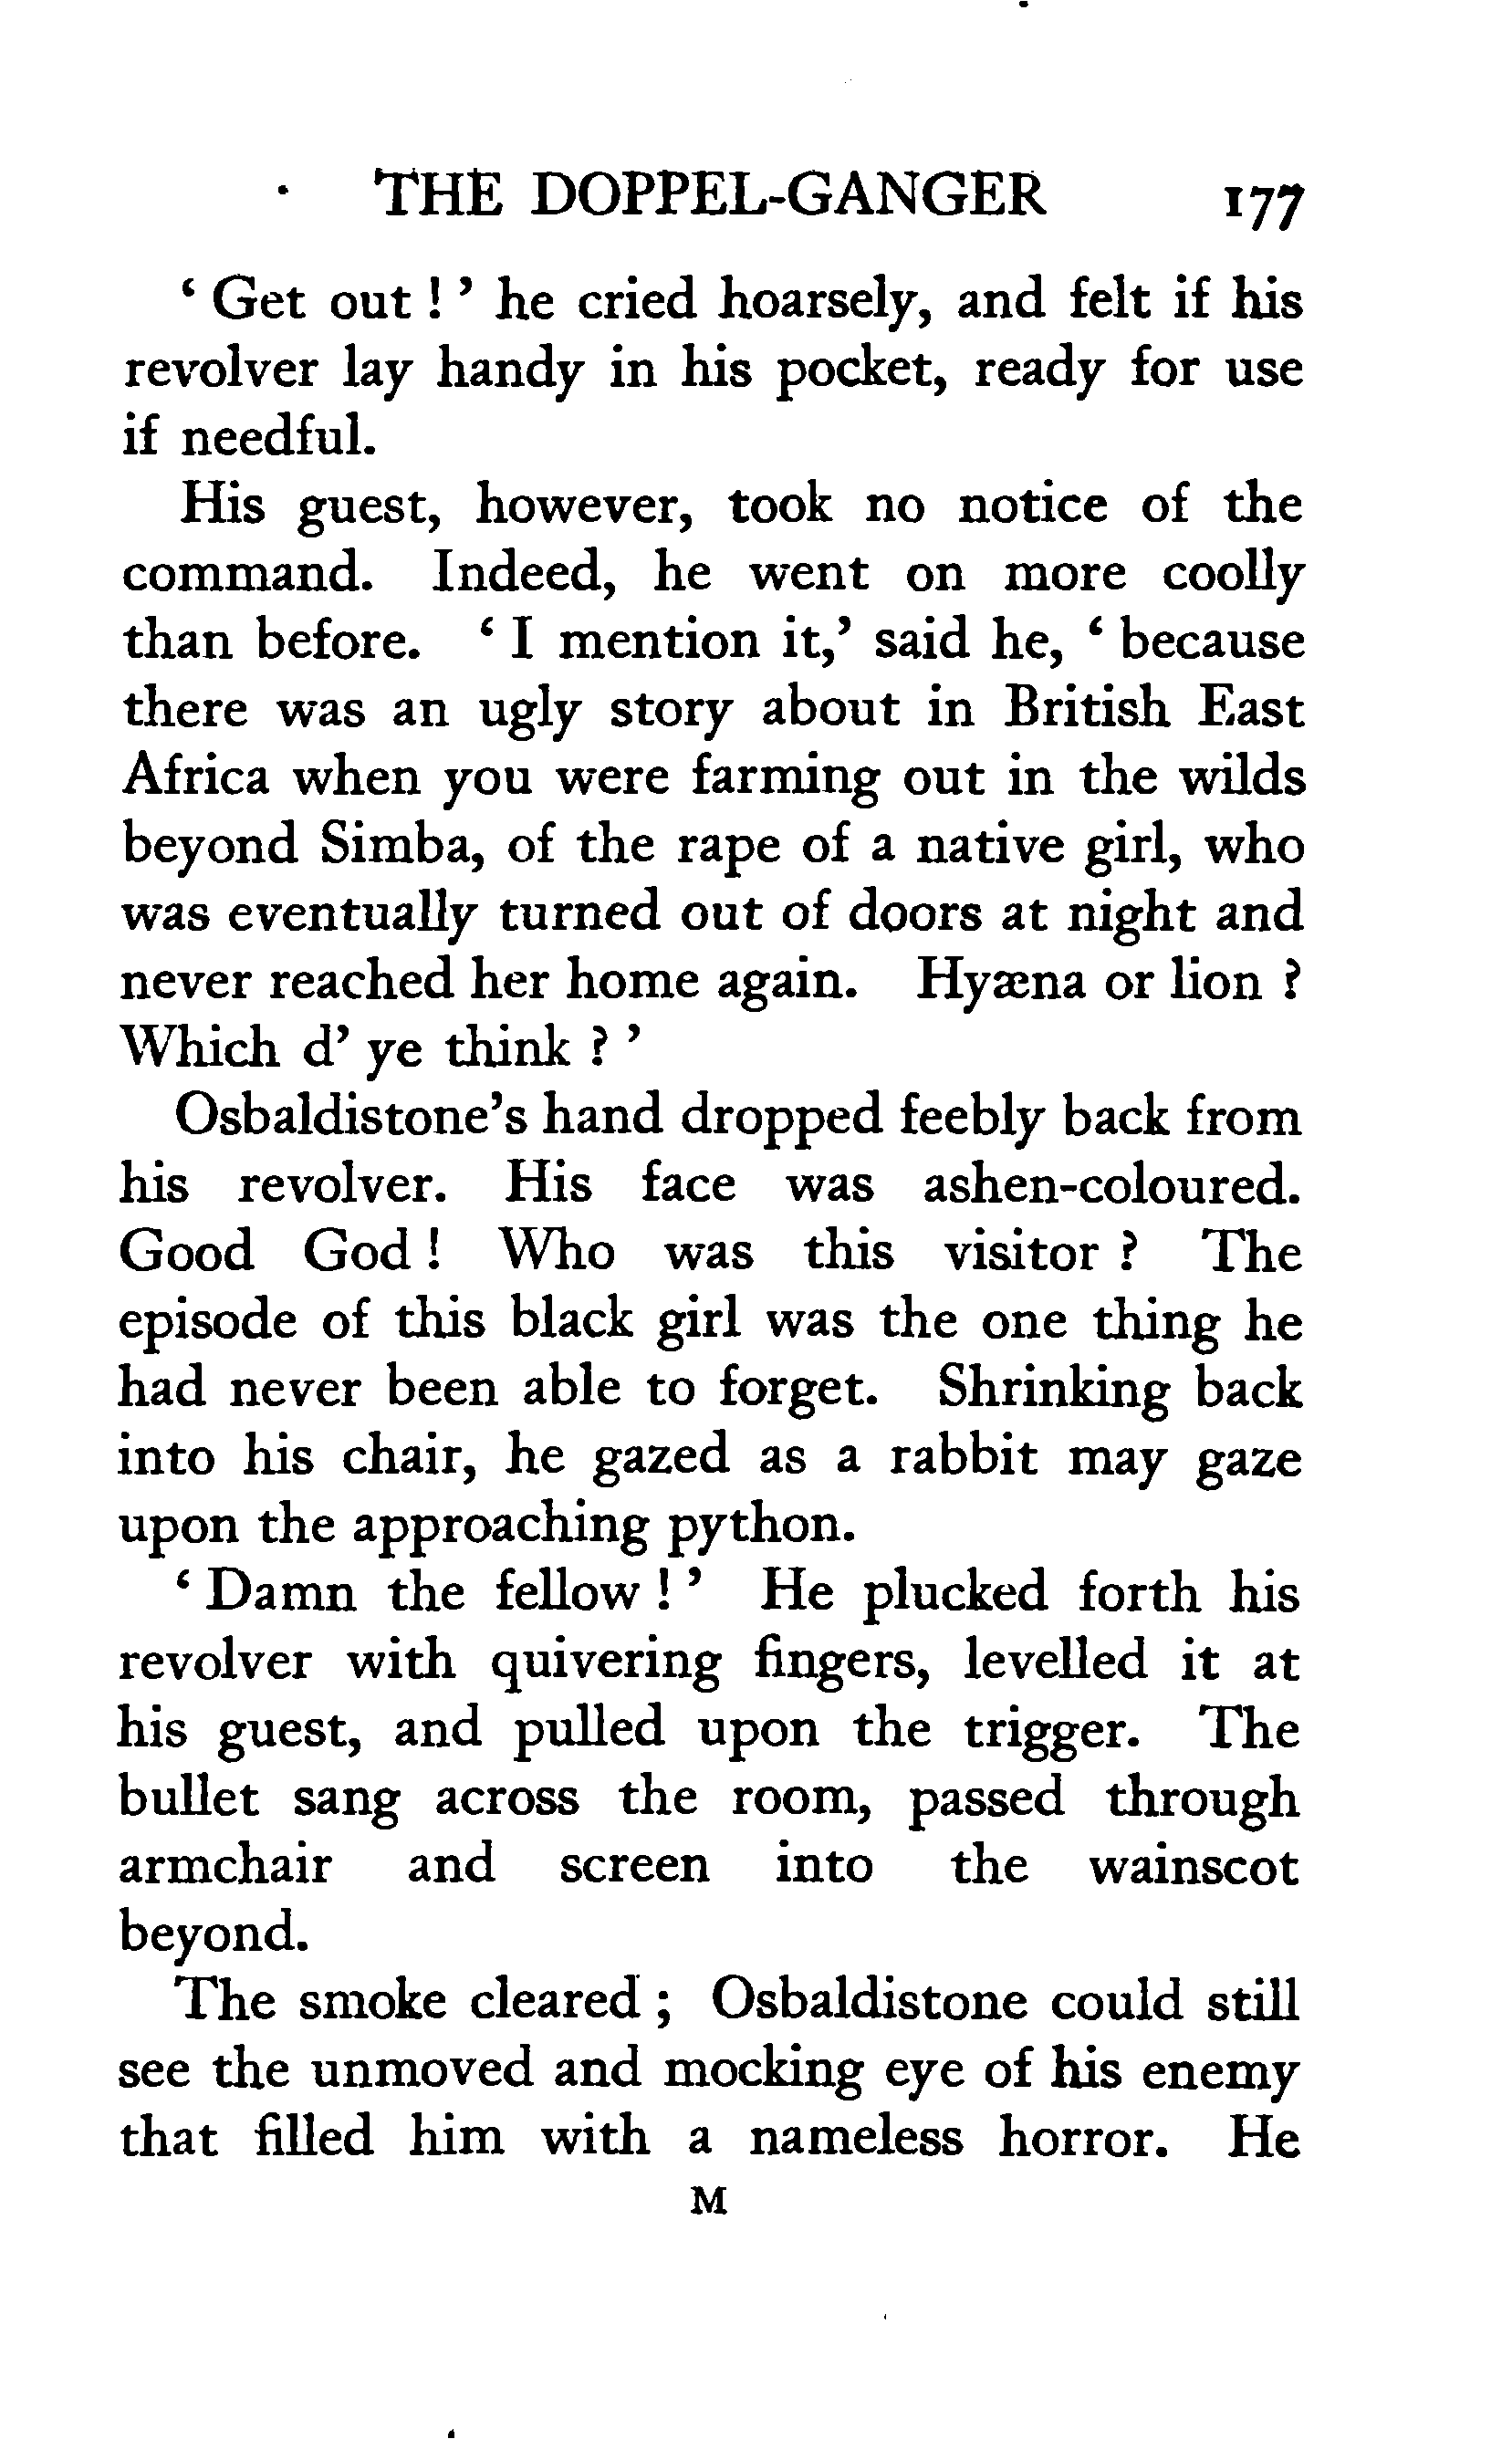 THE DOPPEL-GANGER 177
‘ Get out ! ’ he cried hoarsely, and felt if his
revolver lay handy in his pocket, ready for use
if needful.
His guest, however, took no notice of the
command. Indeed, he went on more coolly
than before. ‘ I mention it,’ said he, ‘ because
there was an ugly story about in British East
Africa when you were farming out in the wilds
beyond Simba, of the rape of a native girl, who
was eventually turned out of doors at night and
never reached her home again. Hyæna or lion ?
Which d’ ye think ? ’
Osbaldistone’s hand dropped feebly back from
his revolver. His face was ashen-coloured.
Good God ! Who was this visitor ? The
episode of this black girl was the one thing he
had never been able to forget. Shrinking back
into his chair, he gazed as a rabbit may gaze
upon the approaching python.
‘ Damn the fellow ! ’ He plucked forth his
revolver with quivering fingers, levelled it at
his guest, and pulled upon the trigger. The
bullet sang across the room, passed through
armchair and screen into the wainscot
beyond.
The smoke cleared ; Osbaldistone could still
see the unmoved and mocking eye of his enemy
that filled him with a nameless horror. He
M